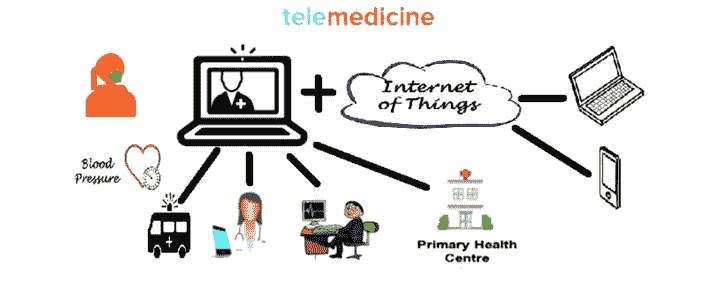 telemedicine
Internet
of Things
Blood
Pressure
Primary Health
Centre